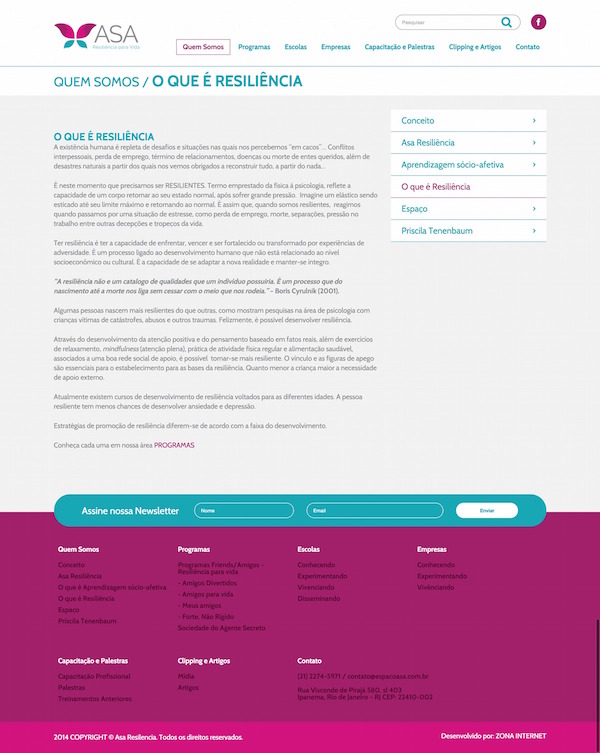 ASA
Resiliência para Vida
Pesquisar
f
Quem Somos Programas Escolas Empresas Capacitação e Palestras Clipping e Artigos Contato
QUEM SOMOS / O QUE É RESILIÊNCIA
O QUE É RESILIÊNCIA
A existência humana é repleta de desafios e situações nas quais nos percebemos "em cacos"... Conflitos
interpessoais, perda de emprego, término de relacionamentos, doenças ou morte de entes queridos, além de
desastres naturais a partir dos quais nos vemos obrigados a reconstruir tudo, a partir do nada...
É neste momento que precisamos ser RESILIENTES. Termo emprestado da física á psicologia, reflete a
capacidade de um corpo retornar ao seu estado normal, após sofrer grande pressão. Imagine um elástico sendo
esticado até seu limite máximo e retornando ao normal. É assim que, quando somos resilientes, reagimos
quando passamos por uma situação de estresse, como perda de emprego, morte, separações, pressão no
trabalho entre outras decepções e tropeços da vida.
Ter resiliência é ter a capacidade de enfrentar, vencer e ser fortalecido ou transformado por experiências de
adversidade. É um processo ligado ao desenvolvimento humano que não está relacionado ao nível
socioeconômico ou cultural. É a capacidade de se adaptar a nova realidade e manter-se íntegro.
"A resiliência não e um catalogo de qualidades que um individuo possuiria. É um processo que do
nascimento até a morte nos liga sem cessar com o meio que nos rodeia." - Boris Cyrulnik (2001).
Algumas pessoas nascem mais resilientes do que outras, como mostram pesquisas na área de psicologia com
crianças vítimas de catástrofes, abusos e outros traumas. Felizmente, é possível desenvolver resiliência.
Através do desenvolvimento da atenção positiva e do pensamento baseado em fatos reais, além de exercícios
de relaxamento, mindfulness (atenção plena), prática de atividade física regular e alimentação saudável,
associados a uma boa rede social de apoio, é possível tornar-se mais resiliente. O vínculo e as figuras de apego
são essenciais para o estabelecimento para as bases da resiliência. Quanto menor a criança maior a necessidade
de apoio externo.
Atualmente existem cursos de desenvolvimento de resiliência voltados para as diferentes idades. A pessoa
resiliente tem menos chances de desenvolver ansiedade e depressão.
Estratégias de promoção de resiliência diferem-se de acordo com a faixa do desenvolvimento.
Conheça cada uma em nossa área PROGRAMAS
Conceito
Asa Resiliência
Aprendizagem sócio-afetiva
O que é Resiliência
Espaço
Priscila Tenenbaum
Assine nossa Newsletter Nome Email Enviar
Quem Somos
Conceito
Asa Resiliência
O que é Aprendizagem sócio-afetiva
O que é Resiliência
Espaço
Priscila Tenenbaum
Programas
Programas Friends/Amigos -
Resiliência para vida
- Amigos Divertidos
- Amigos para vida
- Meus amigos
- Forte, Não Rígido
Sociedade do Agente Secreto
Escolas
Conhecendo
Experimentando
Vivenciando
Disseminando
Empresas
Conhecendo
Experimentando
Vivênciando
Capacitação e Palestras
Capacitação Profissional
Palestras
Treinamentos Anteriores
Clipping e Artigos
Mídia
Artigos
Contato
(21) 2274-5971 / contato@espacoasa.com.br
Rua Visconde de Pirajá 580, sl 403
Ipanema, Rio de Janeiro - RJ CEP: 22410-002
2014 COPYRIGHT © Asa Resilencia. Todos os direitos reservados.
Desenvolvido por: ZONA INTERNET